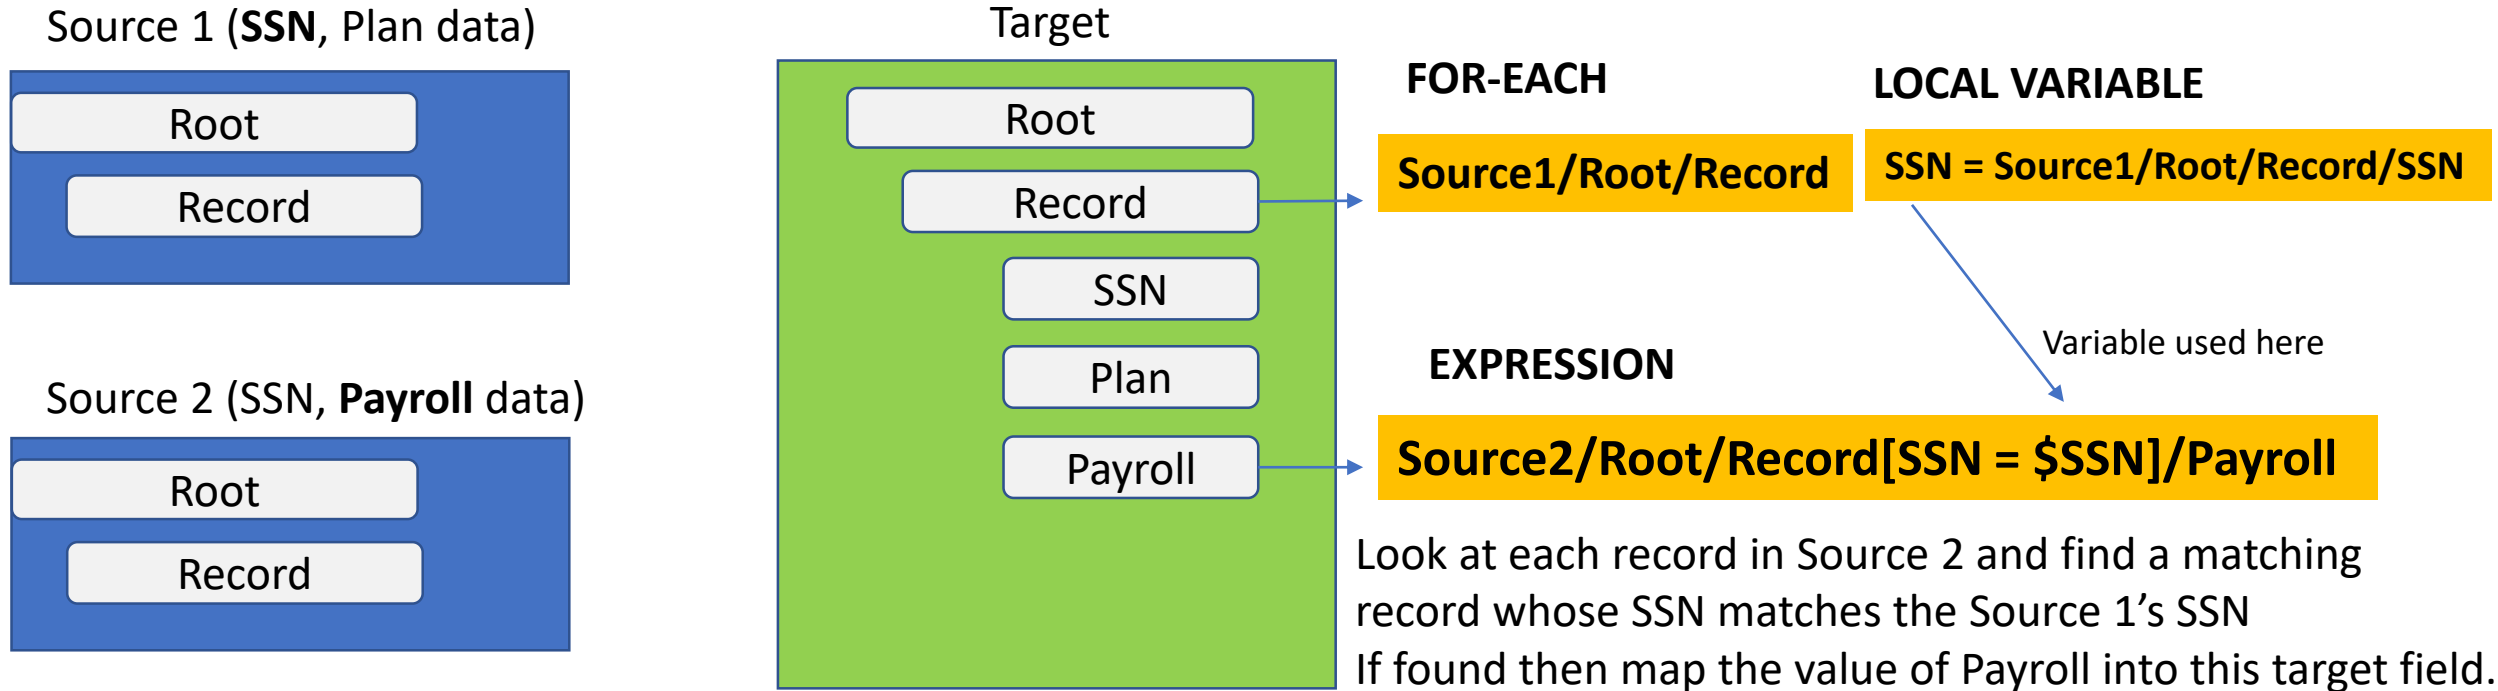 Source 1 (SSN, Plan data)
Root
Record
Source 2 (SSN, Payroll data)
Root
Record
Target
Root
Record
SSN
Plan
Payroll
FOR-EACH
Source1/Root/Record
LOCAL VARIABLE
SSN = Source1/Root/Record/SSN
Variable used here
EXPRESSION
Source2/Root/Record[SSN = $SSN]/Payroll
Look at each record in Source 2 and find a matching
record whose SSN matches the Source 1’s SSN
If found then map the value of Payroll into this target field.